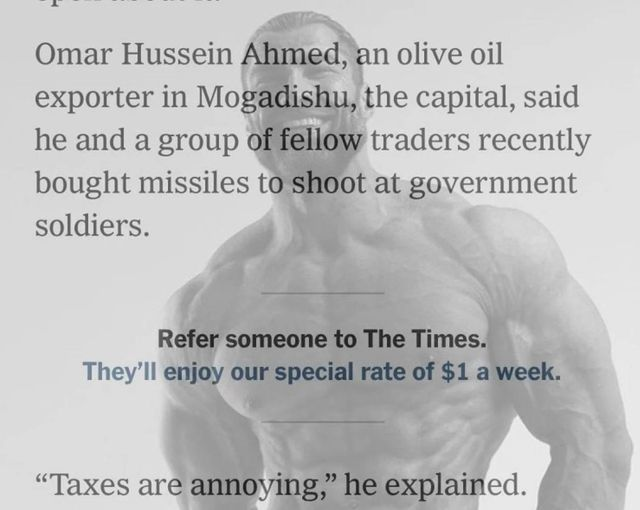 Omar Hussein Ahmed, an olive oil
exporter in Mogadishu, the capital, said
he and a group of fellow traders recently
bought missiles to shoot at government
soldiers.
Refer someone to The Times.
They’ll enjoy our special rate of $1 a week.
“Taxes are annoying,” he explained.